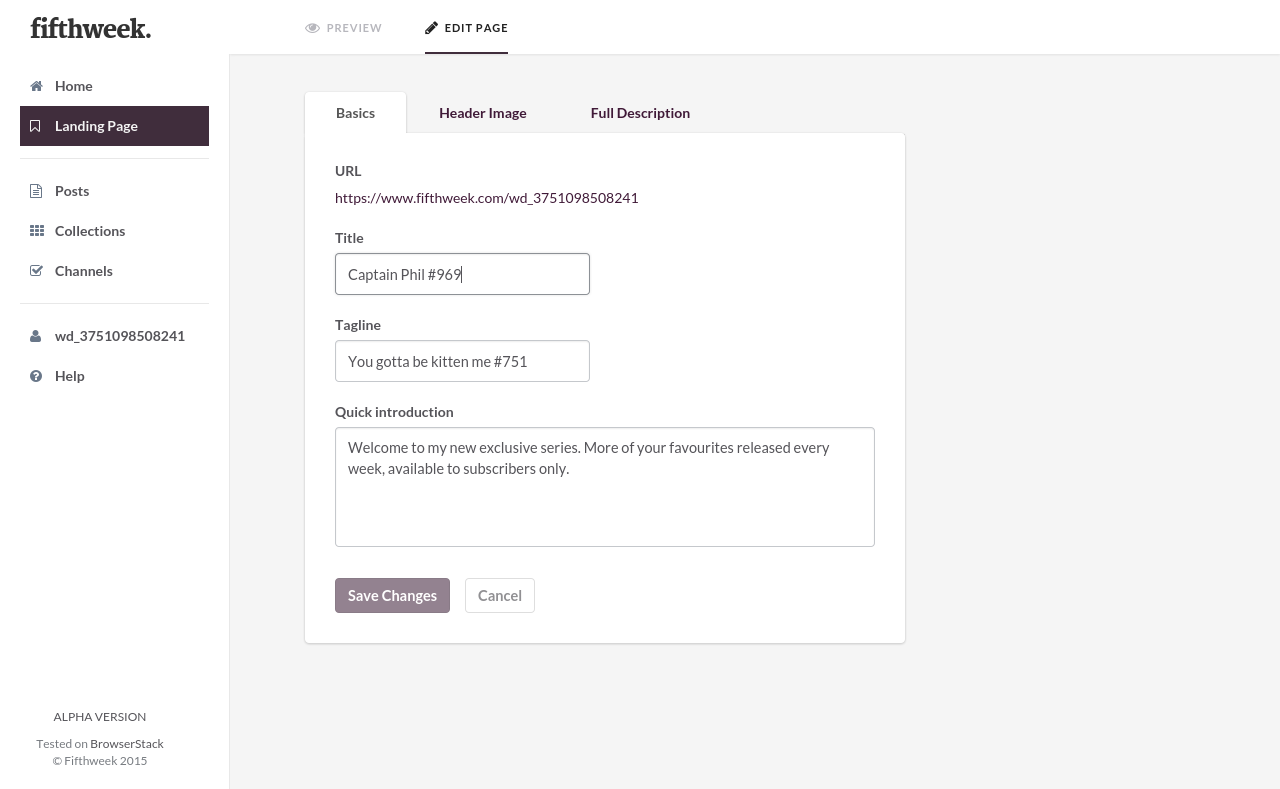 fifthweek.
PREVIEW
EDIT PAGE
Home
Landing Page
Posts
Collections
Channels
wd_3751098508241
Help
ALPHA VERSION
Tested on BrowserStack
© Fifthweek 2015
Basics
Header Image
Full Description
URL
https://www.fifthweek.com/wd_3751098508241
Title
Captain Phil #969
Tagline
You gotta be kitten me #751
Quick introduction
Welcome to my new exclusive series. More of your favourites released every
week, available to subscribers only.
Save Changes
Cancel